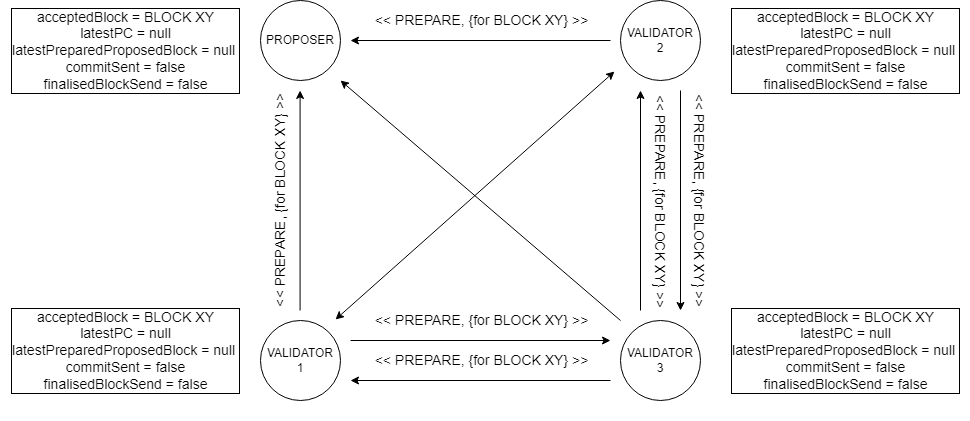 acceptedBlock = BLOCK XY
latestPC = null
latestPreparedProposedBlock = null
commitSent = false
finalisedBlockSend = false
PROPOSER
<< PREPARE, {for BLOCK XY} >>
VALIDATOR
2
acceptedBlock = BLOCK XY
latestPC = null
latestPreparedProposedBlock = null
commitSent = false
finalisedBlockSend = false
<< PREPARE, {for BLOCK XY} >>
<< PREPARE, {for BLOCK XY} >>
<< PREPARE, {for BLOCK XY} >>
acceptedBlock = BLOCK XY
latestPC = null
latestPreparedProposedBlock = null
commitSent = false
finalisedBlockSend = false
VALIDATOR
1
<< PREPARE, {for BLOCK XY} >>
<< PREPARE, {for BLOCK XY} >>
VALIDATOR
3
acceptedBlock = BLOCK XY
latestPC = null
latestPreparedProposedBlock = null
commitSent = false
finalisedBlockSend = false